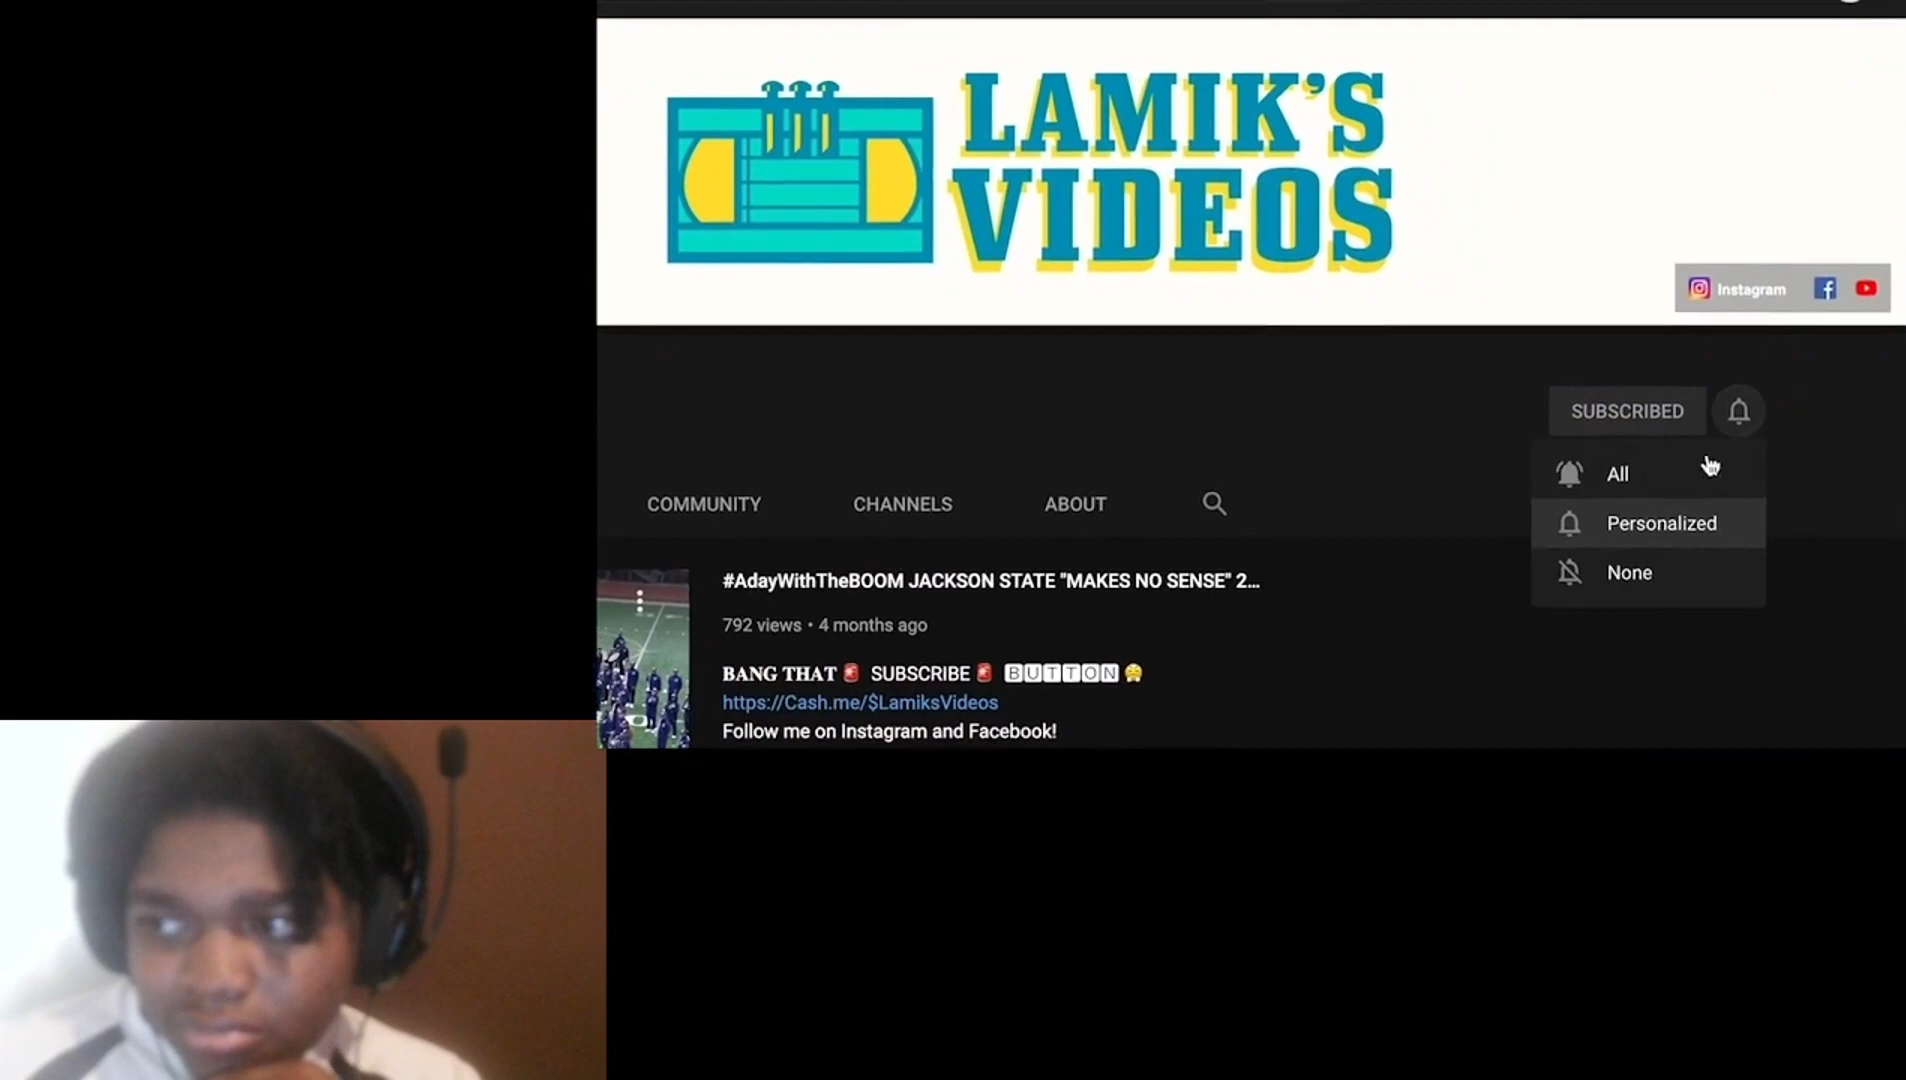 LAMIK'S
VIDEOS
Instagram
SUBSCRIBED
All
Personalized
None
COMMUNITY CHANNELS ABOUT
#AdayWithTheBOOM JACKSON STATE "MAKES NO SENSE" 2...
792 views • 4 months ago
𝐁𝐀𝐍𝐆 𝐓𝐇𝐀𝐓🚨 SUBSCRIBE🚨 🄱🅄🅃🅃🄾🄽😤
https://Cash.me/$LamiksVideos
Follow me on Instagram and Facebook!